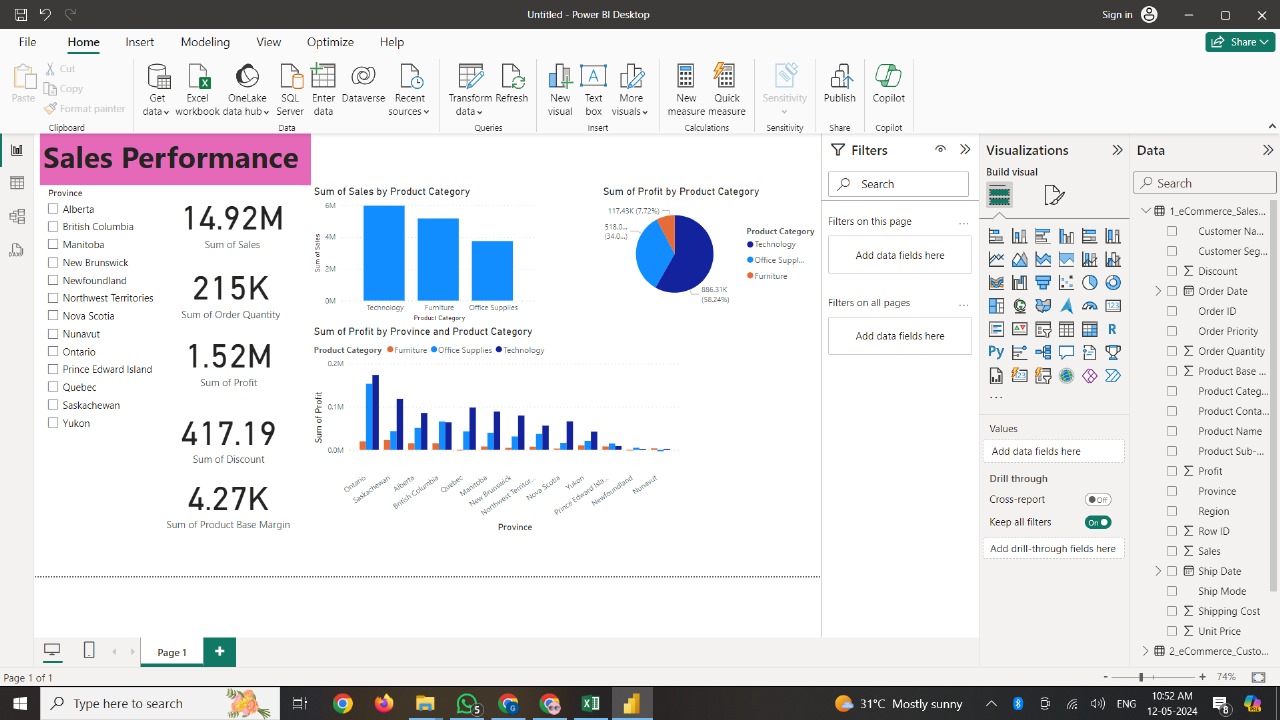 Untitled - Power BI Desktop
Sign in
File Home Insert Modeling View Optimize Help
Share
Paste
Cut
Copy
Format painter
Clipboard
Get data
Excel workbook
OneLake data hub
SQL Server
Enter data
Dataverse
Recent sources
Data
Transform data
Refresh
Queries
New visual
Text box
More visuals
Insert
New measure
Quick measure
Calculations
Sensitivity
Sensitivity
Publish
Share
Copilot
Copilot
Sales Performance
Province
Alberta
British Columbia
Manitoba
New Brunswick
Newfoundland
Northwest Territories
Nova Scotia
Nunavut
Ontario
Prince Edward Island
Quebec
Saskachewan
Yukon
14.92M
Sum of Sales
215K
Sum of Order Quantity
1.52M
Sum of Profit
417.19
Sum of Discount
4.27K
Sum of Product Base Margin
Sum of Sales by Product Category
Sum of Sales
6M
4M
2M
0M
Technology Furniture Office Supplies
Product Category
Sum of Profit by Product Category
117.43K (7.72%)
518.0...
(34.0...)
886.31K
(58.24%)
Product Category
Technology
Office Suppl...
Furniture
Sum of Profit by Province and Product Category
Product Category Furniture Office Supplies Technology
Sum of Profit
0.2M
0.1M
0.0M
Ontario Saskachewan Alberta British Columbia Quebec Manitoba New Brunswick Northwest Territor... Nova Scotia Yukon Prince Edward Isla... Newfoundland Nunavut
Province
Filters
Search
Filters on this page ...
Add data fields here
Filters on all pages ...
Add data fields here
Visualizations
Build visual
123
R
Py
...
Values
Add data fields here
Drill through
Cross-report Off
Keep all filters On
Add drill-through fields here
Data
Search
1_eCommerce_Sales...
Customer Na...
Customer Seg...
Discount
Order Date
Order ID
Order Priority
Order Quantity
Product Base ...
Product Categ...
Product Conta...
Product Name
Product Sub-...
Profit
Province
Region
Row ID
Sales
Ship Date
Ship Mode
Shipping Cost
Unit Price
2_eCommerce_Custo...
Page 1 +
Page 1 of 1
- + 74%
Type here to search
5
31°C Mostly sunny
ENG
10:52 AM
12-05-2024
8